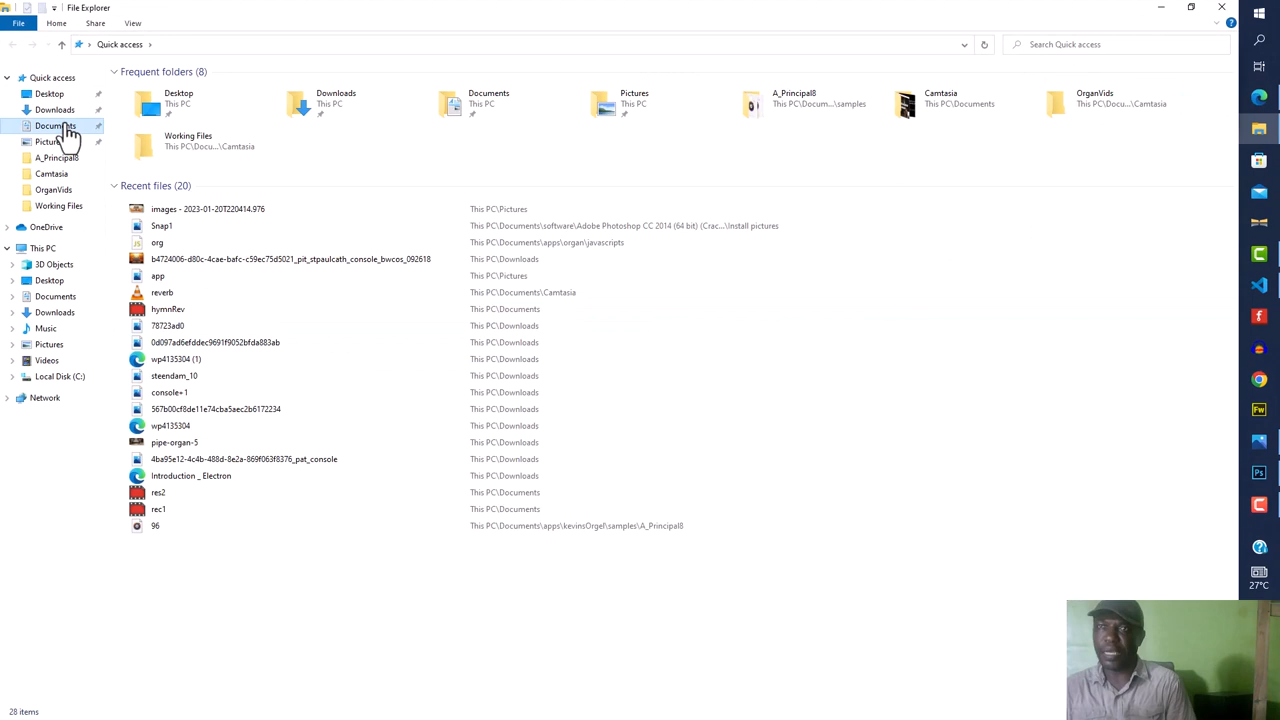 File Explorer
File
Home
Share
View
Quick access
Search Quick access
Quick access
Desktop
Downloads
Documents
Pictures
A_Principal8
Camtasia
OrganVids
Working Files
OneDrive
This PC
3D Objects
Desktop
Documents
Downloads
Music
Pictures
Videos
Local Disk (C:)
Network
Frequent folders (8)
Desktop
This PC
Downloads
This PC
Documents
This PC
Pictures
This PC
A_Principal8
This PC\Docum...\samples
Camtasia
This PC\Documents
OrganVids
This PC\Docu...\Camtasia
Working Files
This PC\Docu...\Camtasia
Recent files (20)
images - 2023-01-20T220414.976 This PC\Pictures
Snap1 This PC\Documents\software\Adobe Photoshop CC 2014 (64 bit) (Crac...\Install pictures
org This PC\Documents\apps\organ\javascripts
b4724006-d80c-4cae-bafc-c59ec75d5021_pit_stpaulcath_console_bwcos_092618 This PC\Downloads
app This PC\Pictures
reverb This PC\Documents\Camtasia
hymnRev This PC\Documents
78723ad0 This PC\Downloads
0d097ad6efddec9691f9052bfda883ab This PC\Downloads
wp4135304 (1) This PC\Downloads
steendam_10 This PC\Downloads
console+1 This PC\Downloads
567b00cf8de11e74cba5aec2b6172234 This PC\Downloads
wp4135304 This PC\Downloads
pipe-organ-5 This PC\Downloads
4ba95e12-4c4b-488d-8e2a-869f063f8376_pat_console This PC\Downloads
Introduction _ Electron This PC\Downloads
res2 This PC\Documents
rec1 This PC\Documents
96 This PC\Documents\apps\kevinsOrgel\samples\A_Principal8
28 items
Fw
Ps
27°C